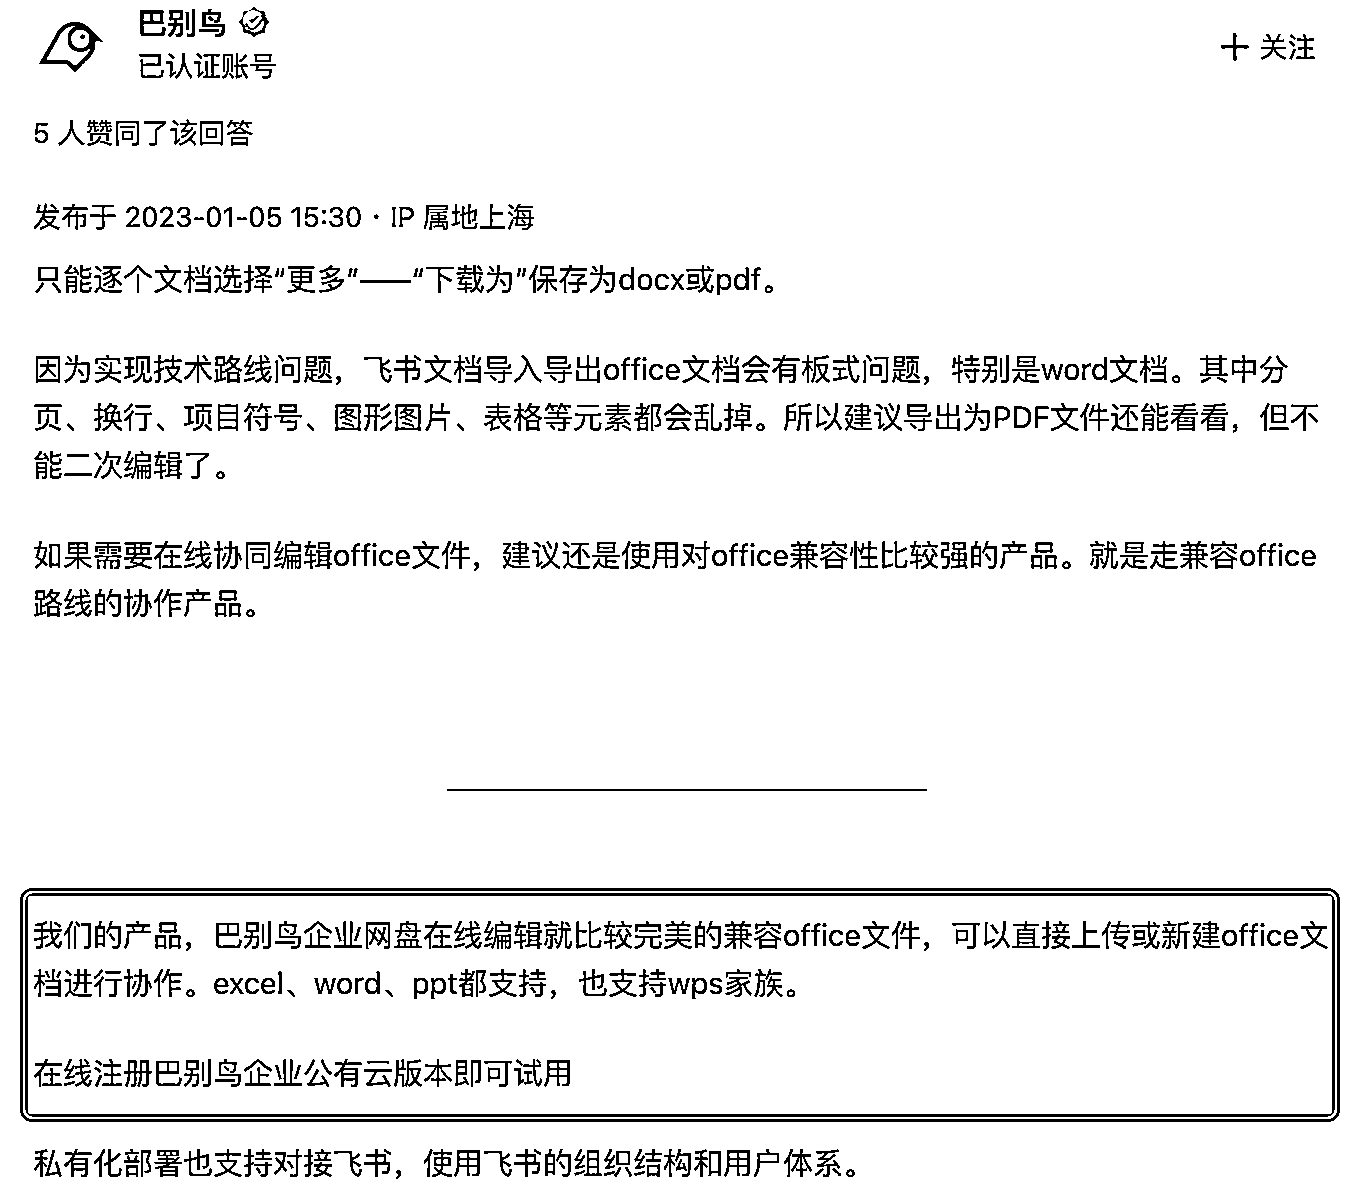 巴别鸟
已认证账号
关注
5 人赞同了该回答
发布于 2023-01-05 15:30 · IP 属地上海
只能逐个文档选择“更多”——“下载为”保存为docx或pdf。
因为实现技术路线问题，飞书文档导入导出office文档会有板式问题，特别是word文档。其中分
页、换行、项目符号、图形图片、表格等元素都会乱掉。所以建议导出为PDF文件还能看看，但不
能二次编辑了。
如果需要在线协同编辑office文件，建议还是使用对office兼容性比较强的产品。就是走兼容office
路线的协作产品。
我们的产品，巴别鸟企业网盘在线编辑就比较完美的兼容office文件，可以直接上传或新建office文
档进行协作。excel、word、ppt都支持，也支持wps家族。
在线注册巴别鸟企业公有云版本即可试用
私有化部署也支持对接飞书，使用飞书的组织结构和用户体系。